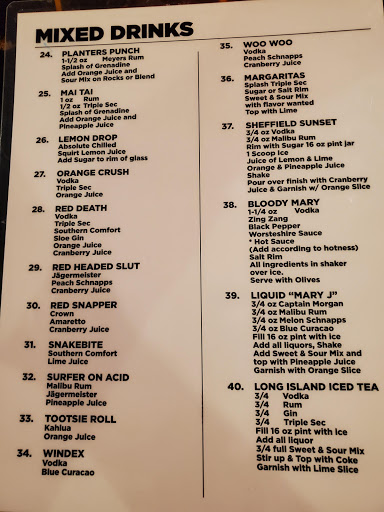 MIXED DRINKS
24. PLANTERS PUNCH
1-1/2 oz Meyers Rum
Splash of Grenadine
Add Orange Juice and
Sour Mix on Rocks or Blend
25. MAI TAI
1 oz Rum
1/2 oz Triple Sec
Splash of Grenadine
Add Orange Juice and
Pineapple Juice
26. LEMON DROP
Absolute Chilled
Squirt Lemon Juice
Add Sugar to rim of glass
27. ORANGE CRUSH
Vodka
Triple Sec
Orange Juice
28. RED DEATH
Vodka
Triple Sec
Southern Comfort
Sloe Gin
Orange Juice
Cranberry Juice
29. RED HEADED SLUT
Jägermeister
Peach Schnapps
Cranberry Juice
30. RED SNAPPER
Crown
Amaretto
Cranberry Juice
31. SNAKEBITE
Southern Comfort
Lime Juice
32. SURFER ON ACID
Malibu Rum
Jägermeister
Pineapple Juice
33. TOOTSIE ROLL
Kahlua
Orange Juice
34. WINDEX
Vodka
Blue Curacao
35. WOO WOO
Vodka
Peach Schnapps
Cranberry Juice
36. MARGARITAS
Splash Triple Sec
Sugar or Salt Rim
Sweet & Sour Mix
with flavor wanted
Top with Lime
37. SHEFFIELD SUNSET
3/4 oz Vodka
3/4 oz Malibu Rum
Rim with Sugar 16 oz pint jar
1 Scoop Ice
Juice of Lemon & Lime
Orange & Pineapple Juice
Shake
Pour over finish with Cranberry
Juice & Garnish w/ Orange Slice
38. BLOODY MARY
1-1/4 oz Vodka
Zing Zang
Black Pepper
Worsteshire Sauce
* Hot Sauce
(Add according to hotness)
Salt Rim
All ingredients in shaker
over ice.
Serve with Olives
39. LIQUID "MARY J"
3/4 oz Captain Morgan
3/4 oz Malibu Rum
3/4 oz Melon Schnapps
3/4 oz Blue Curacao
Fill 16 oz pint with ice
Add all liquors, Shake
Add Sweet & Sour Mix and
top with Pineapple Juice
Garnish with Orange Slice
40. LONG ISLAND ICED TEA
3/4 Vodka
3/4 Rum
3/4 Gin
3/4 Triple Sec
Fill 16 oz pint with ice
Add all liquor
3/4 full Sweet & Sour Mix
Stir up & Top with Coke
Garnish with Lime Slice